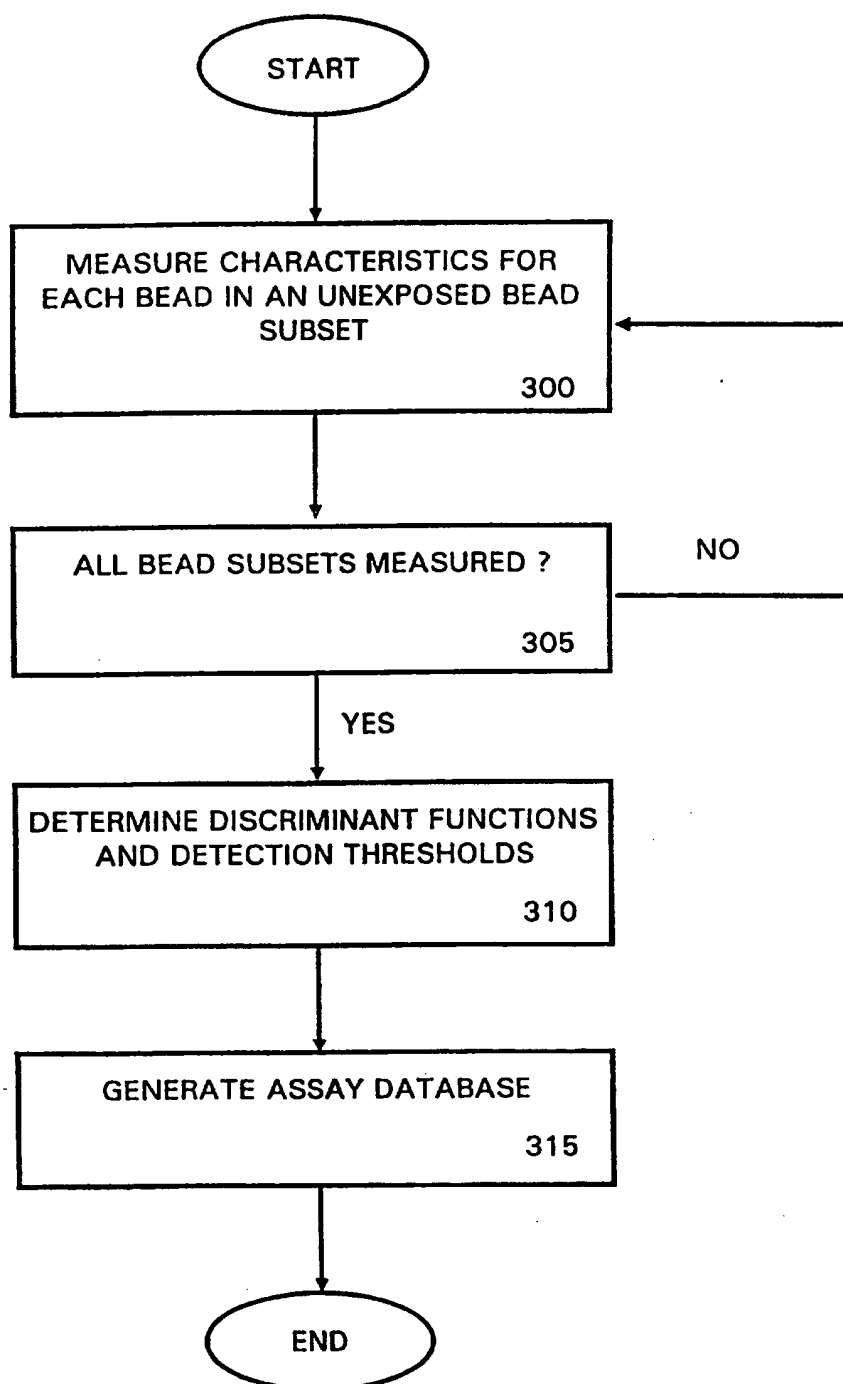 START
MEASURE CHARACTERISTICS FOR
EACH BEAD IN AN UNEXPOSED BEAD
SUBSET
300
ALL BEAD SUBSETS MEASURED ?
NO
305
YES
DETERMINE DISCRIMINANT FUNCTIONS
AND DETECTION THRESHOLDS
310
GENERATE ASSAY DATABASE
315
END